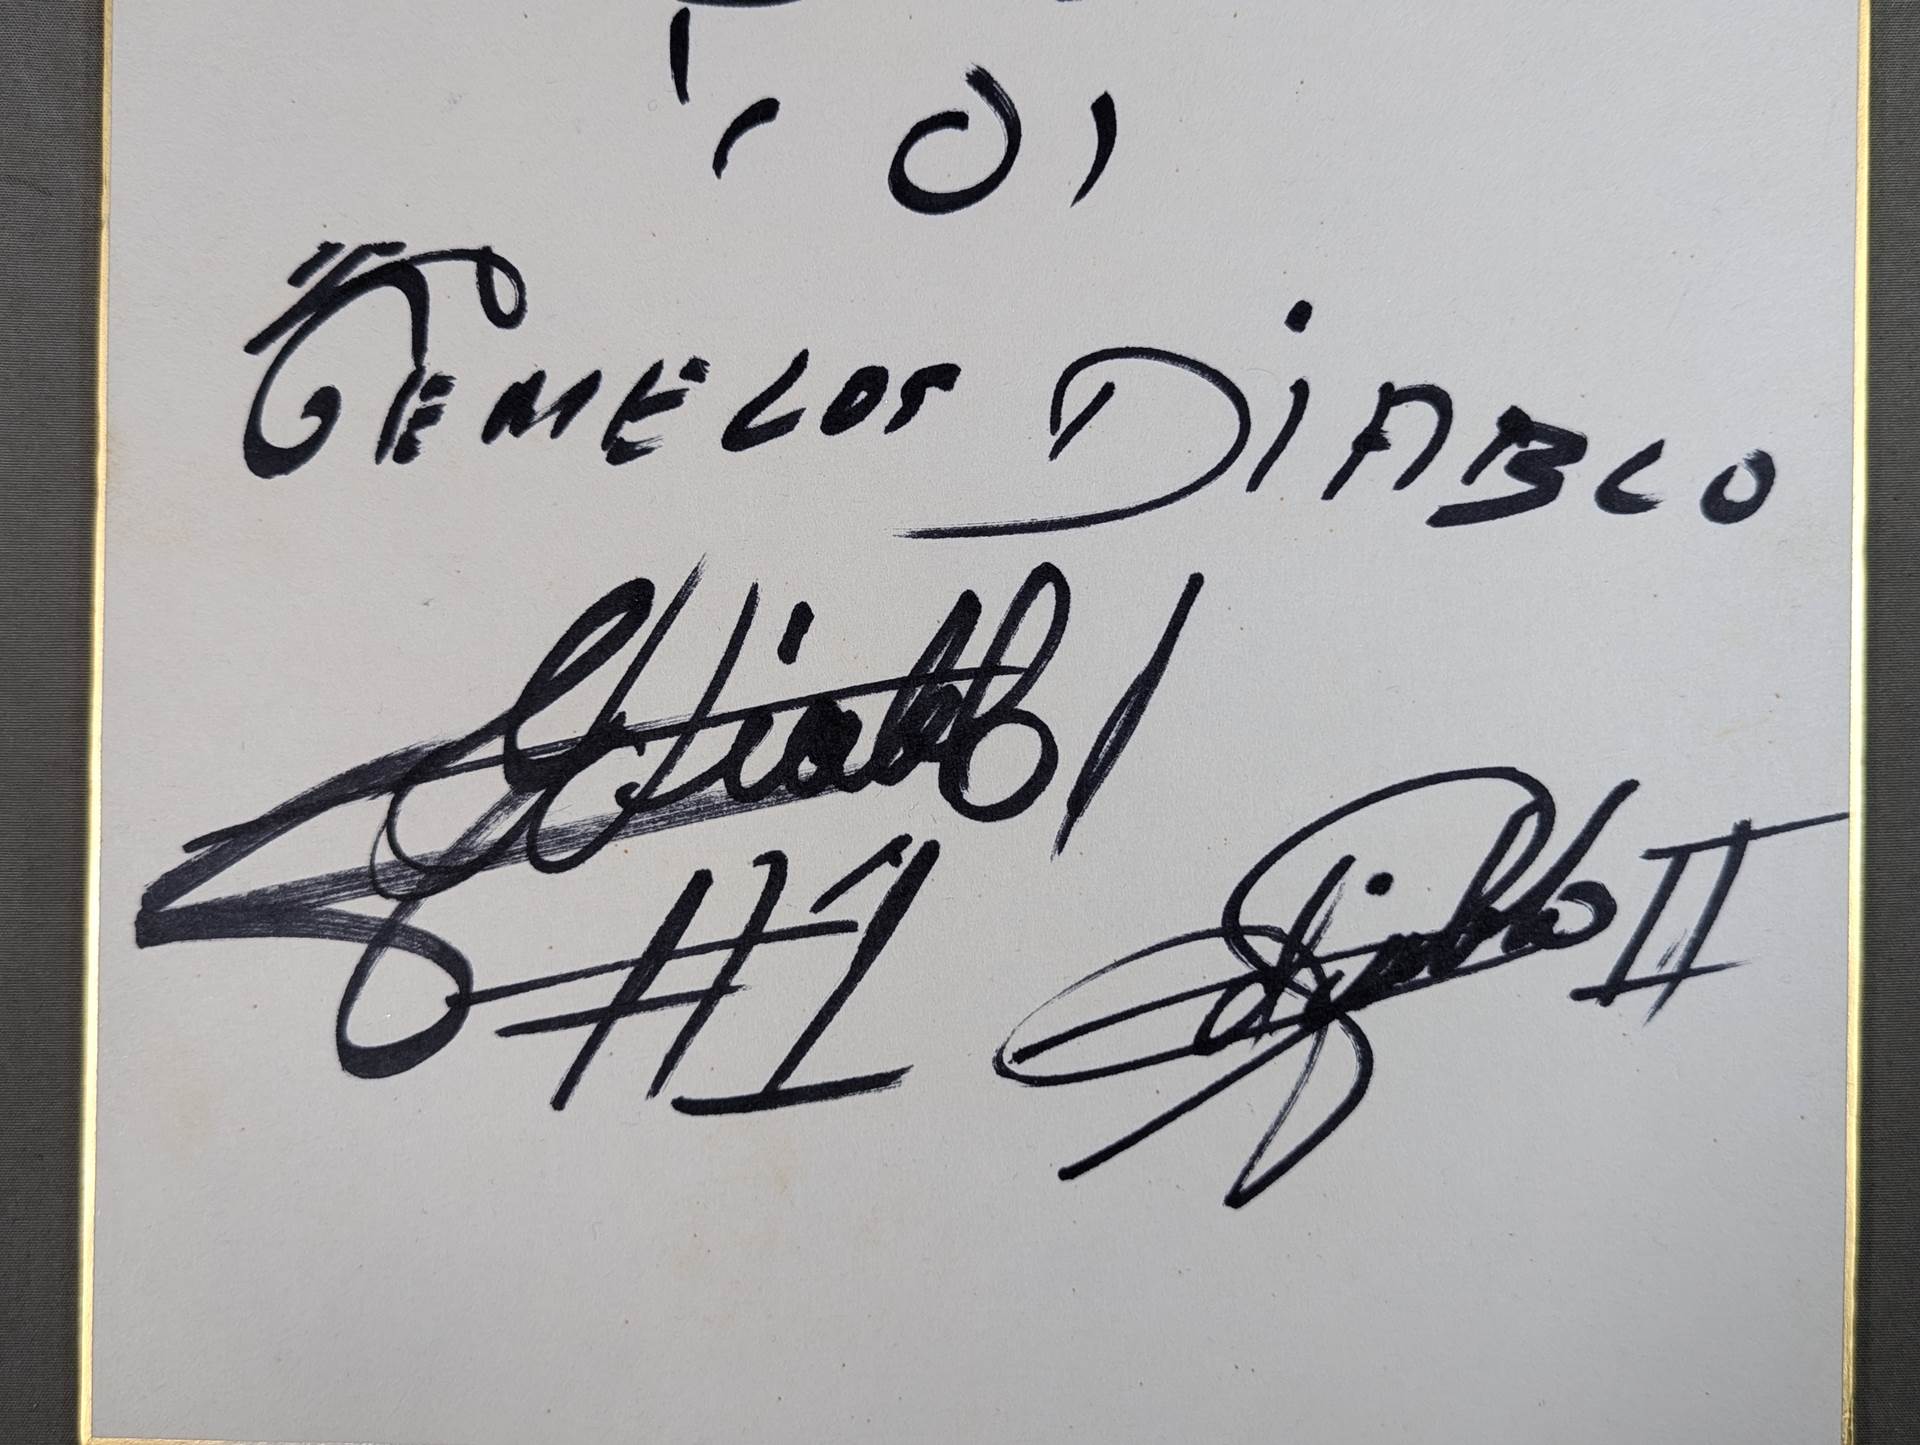 "GEMELOS DIABLO"
G. Diablo I
#1
G. Diablo II